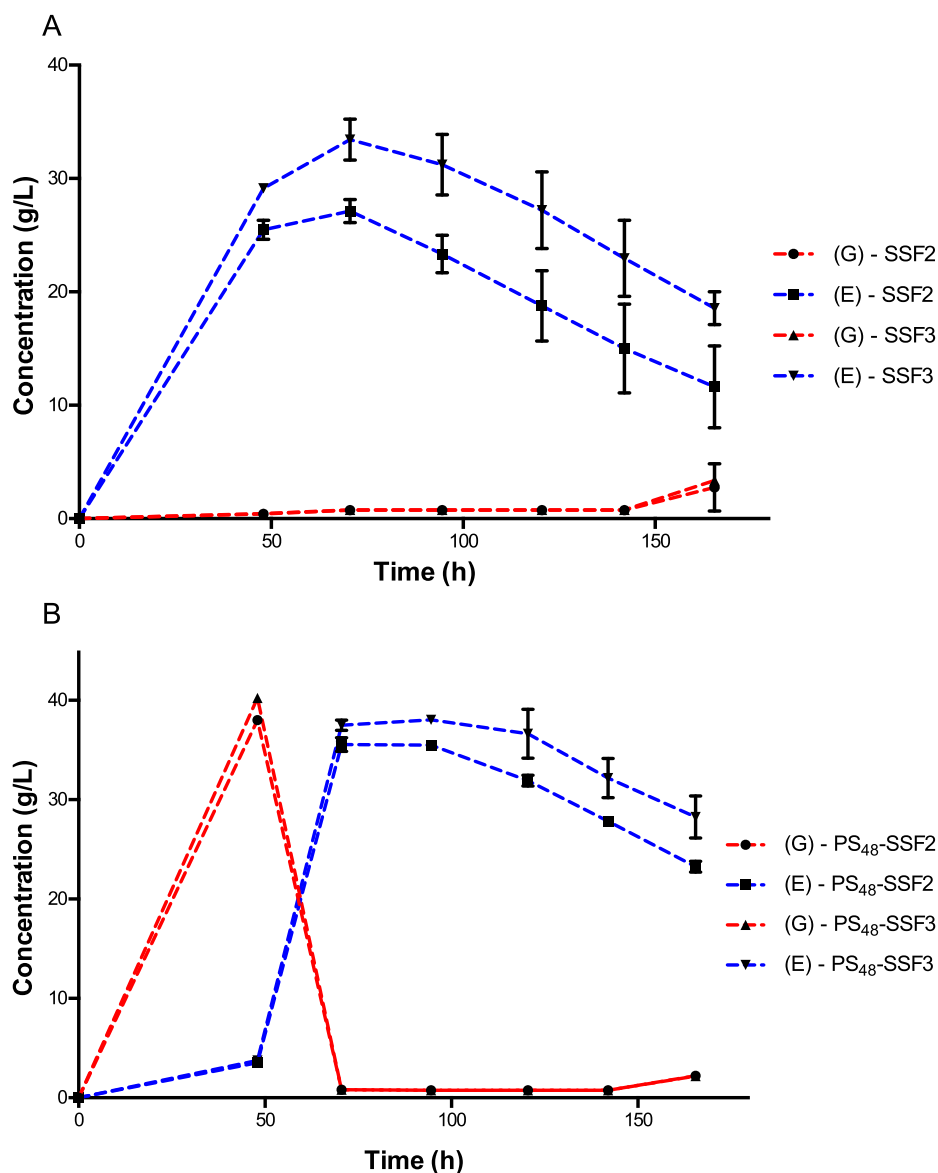 A
40
30
20
10
0
Concentration (g/L)
0 50 100 150
Time (h)
(G) - SSF2
(E) - SSF2
(G) - SSF3
(E) - SSF3
B
40
30
20
10
0
Concentration (g/L)
0 50 100 150
Time (h)
(G) - PS48-SSF2
(E) - PS48-SSF2
(G) - PS48-SSF3
(E) - PS48-SSF3